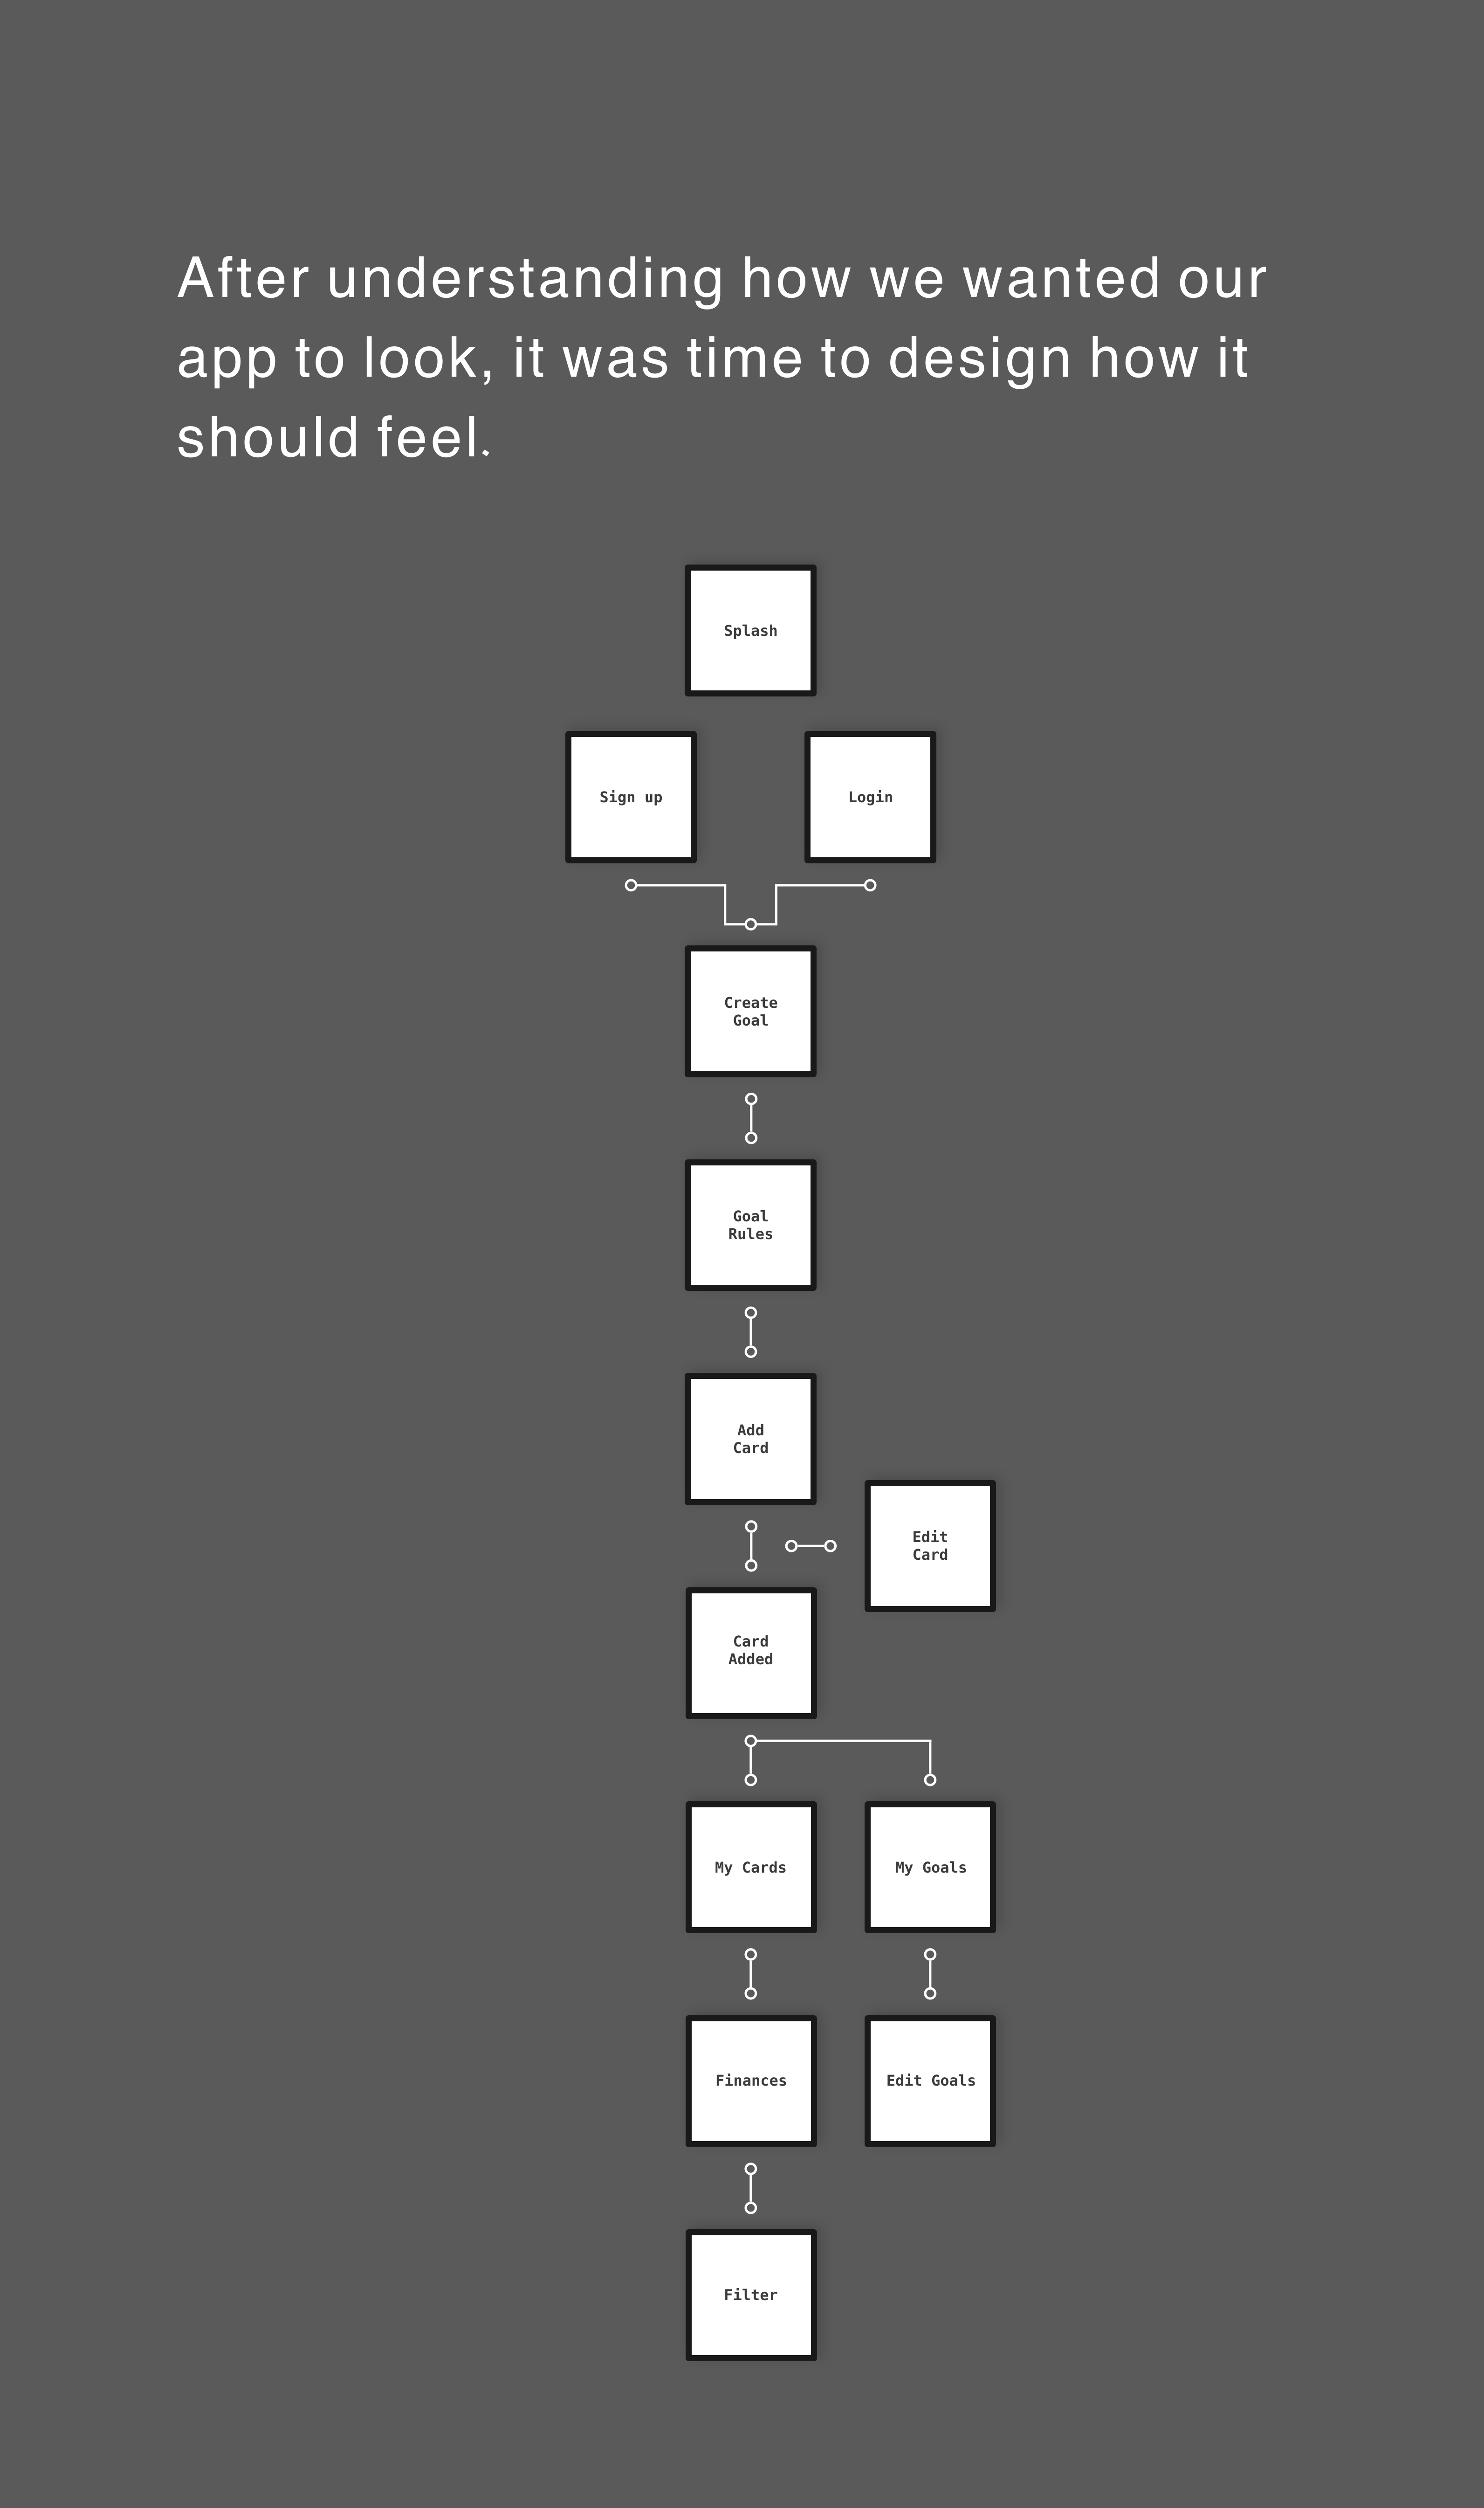 After understanding how we wanted our
app to look, it was time to design how it
should feel.
Splash
Sign up
Login
Create
Goal
Goal
Rules
Add
Card
Edit
Card
Card
Added
My Cards
My Goals
Finances
Edit Goals
Filter